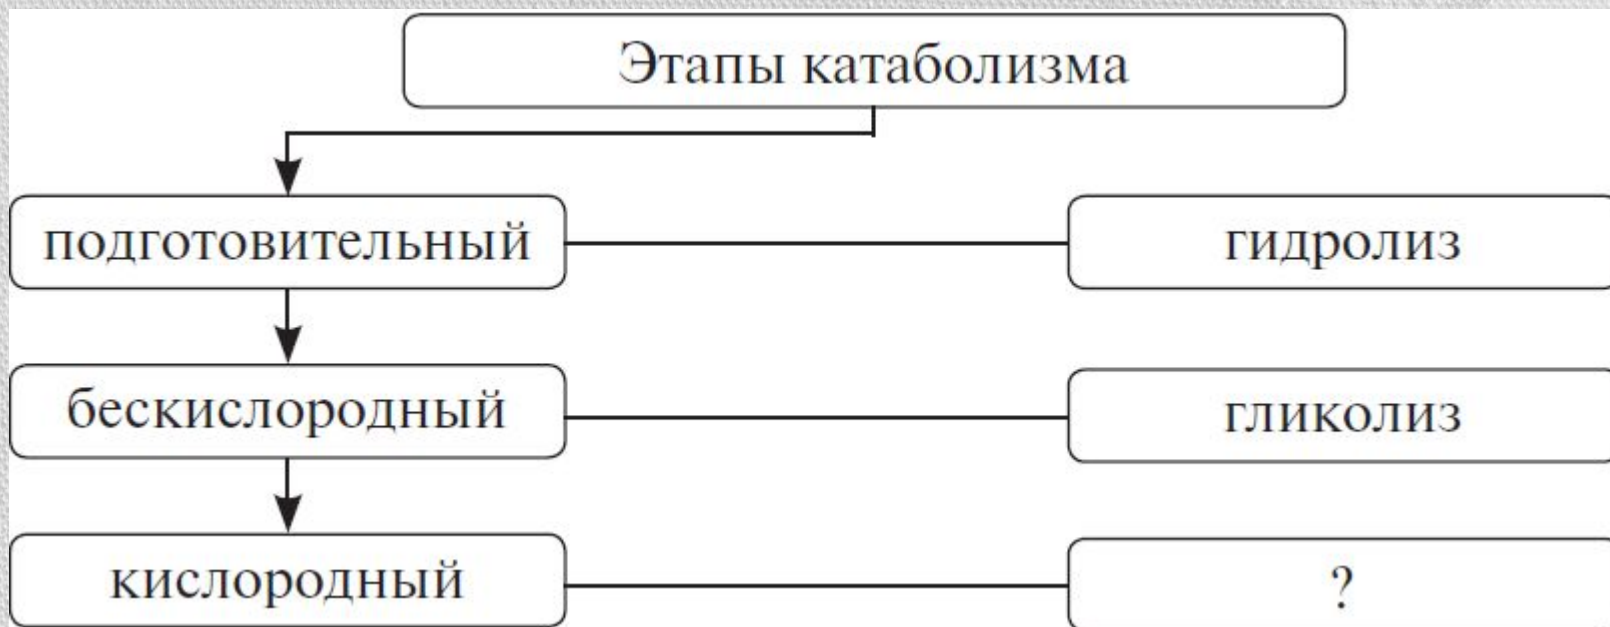 Этапы катаболизма
подготовительный
гидролиз
бескислородный
гликолиз
кислородный
?